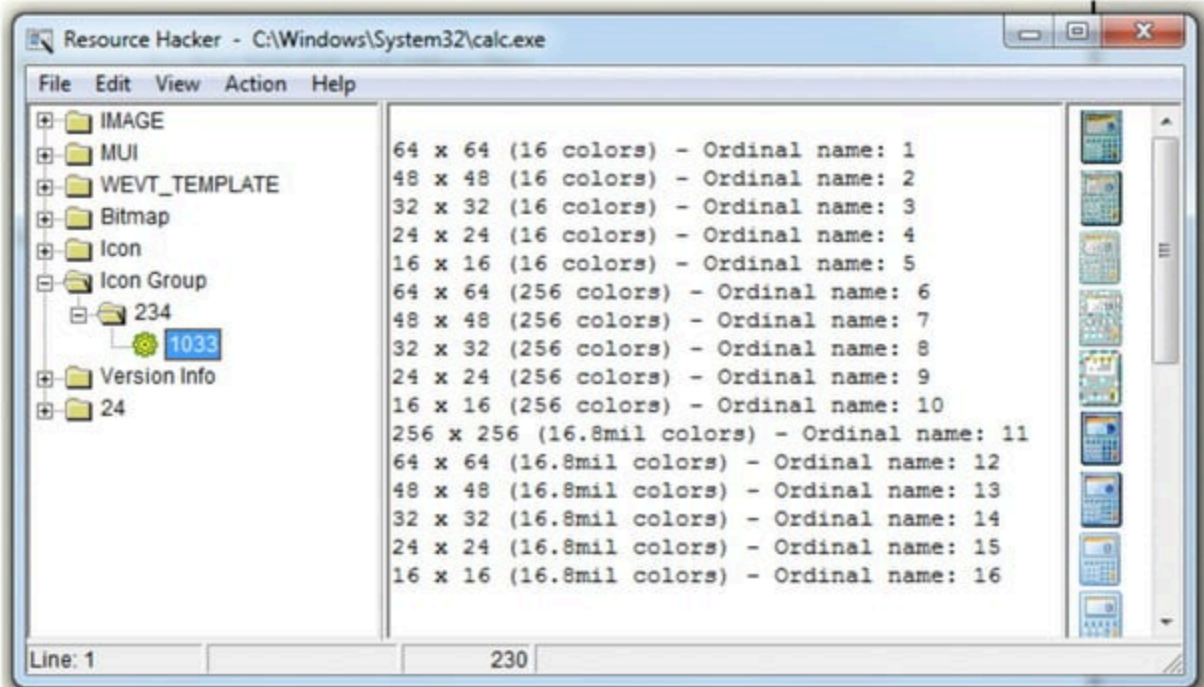 Resource Hacker - C:\Windows\System32\calc.exe
File Edit View Action Help
IMAGE
MUI
WEVT_TEMPLATE
Bitmap
Icon
Icon Group
234
1033
Version Info
24
64 x 64 (16 colors) - Ordinal name: 1
48 x 48 (16 colors) - Ordinal name: 2
32 x 32 (16 colors) - Ordinal name: 3
24 x 24 (16 colors) - Ordinal name: 4
16 x 16 (16 colors) - Ordinal name: 5
64 x 64 (256 colors) - Ordinal name: 6
48 x 48 (256 colors) - Ordinal name: 7
32 x 32 (256 colors) - Ordinal name: 8
24 x 24 (256 colors) - Ordinal name: 9
16 x 16 (256 colors) - Ordinal name: 10
256 x 256 (16.8mil colors) - Ordinal name: 11
64 x 64 (16.8mil colors) - Ordinal name: 12
48 x 48 (16.8mil colors) - Ordinal name: 13
32 x 32 (16.8mil colors) - Ordinal name: 14
24 x 24 (16.8mil colors) - Ordinal name: 15
16 x 16 (16.8mil colors) - Ordinal name: 16
Line: 1 230